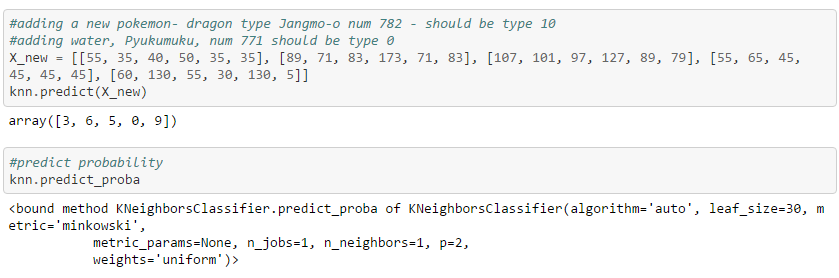 #adding a new pokemon- dragon type Jangmo-o num 782 - should be type 10
#adding water, Pyukumuku, num 771 should be type 0
X_new = [[55, 35, 40, 50, 35, 35], [89, 71, 83, 173, 71, 83], [107, 101, 97, 127, 89, 79], [55, 65, 45,
45, 45, 45], [60, 130, 55, 30, 130, 5]]
knn.predict(X_new)
array([3, 6, 5, 0, 9])
#predict probability
knn.predict_proba
<bound method KNeighborsClassifier.predict_proba of KNeighborsClassifier(algorithm='auto', leaf_size=30, m
etric='minkowski',
metric_params=None, n_jobs=1, n_neighbors=1, p=2,
weights='uniform')>